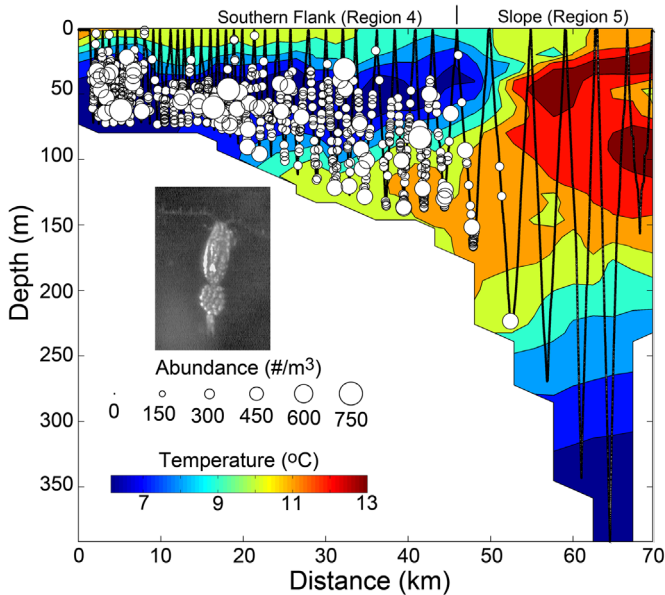 Southern Flank (Region 4) | Slope (Region 5)
0
50
100
150
200
250
300
350
Depth (m)
Abundance (#/m³)
0 150 300 450 600 750
Temperature (ºC)
7 9 11 13
0 10 20 30 40 50 60 70
Distance (km)